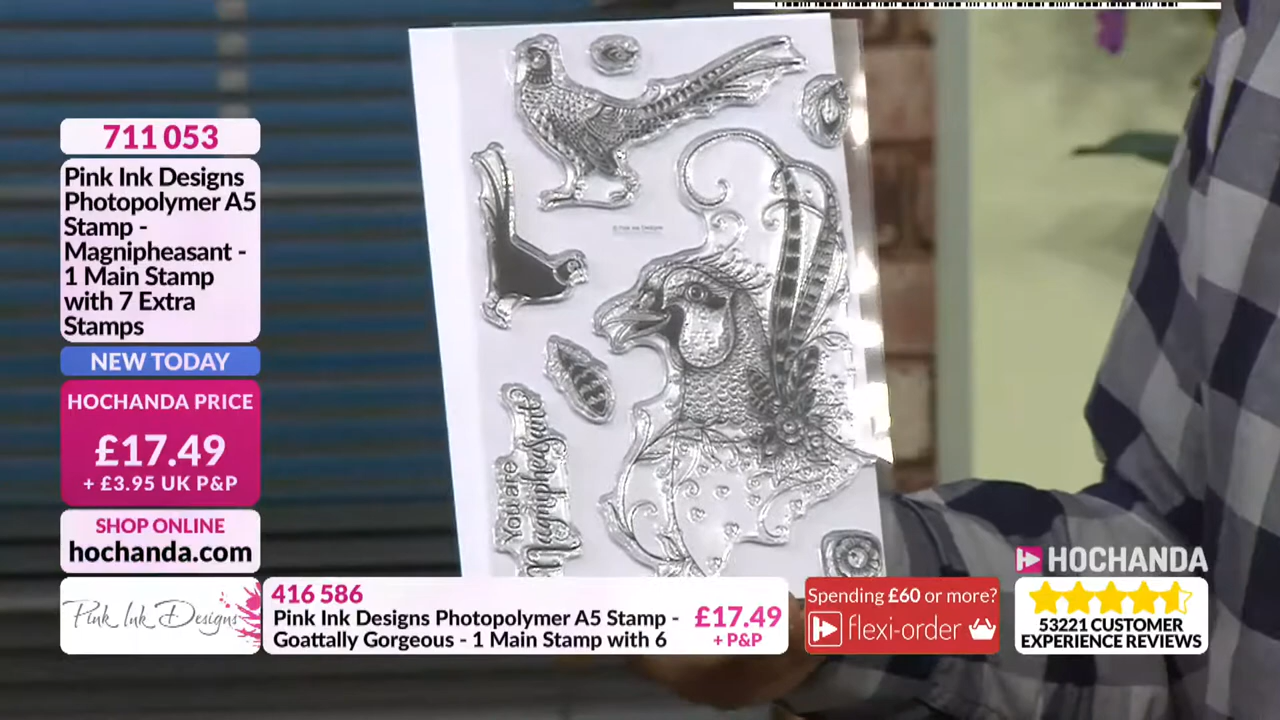 711 053
Pink Ink Designs
Photopolymer A5
Stamp -
Magnipheasant -
1 Main Stamp
with 7 Extra
Stamps
NEW TODAY
HOCHANDA PRICE
£17.49
+ £3.95 UK P&P
SHOP ONLINE
hochanda.com
© Pink Ink Designs
You are
Magnipheasant
HOCHANDA
Pink Ink Designs
416 586
Pink Ink Designs Photopolymer A5 Stamp -
Goattally Gorgeous - 1 Main Stamp with 6
£17.49
+ P&P
Spending £60 or more?
flexi-order
53221 CUSTOMER
EXPERIENCE REVIEWS